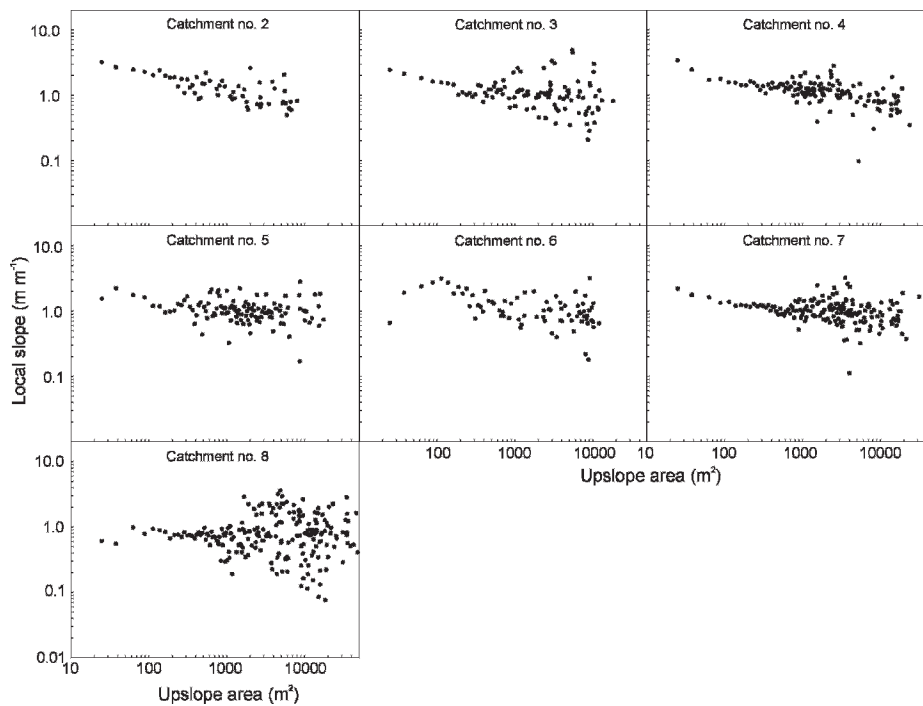 Catchment no. 2
Catchment no. 3
Catchment no. 4
10.0
1.0
0.1
Catchment no. 5
Catchment no. 6
Catchment no. 7
10.0
1.0
0.1
Local slope (m m⁻¹)
100 1000 10000 10 100 1000 10000
Upslope area (m²)
Catchment no. 8
10.0
1.0
0.1
0.01
10 100 1000 10000
Upslope area (m²)